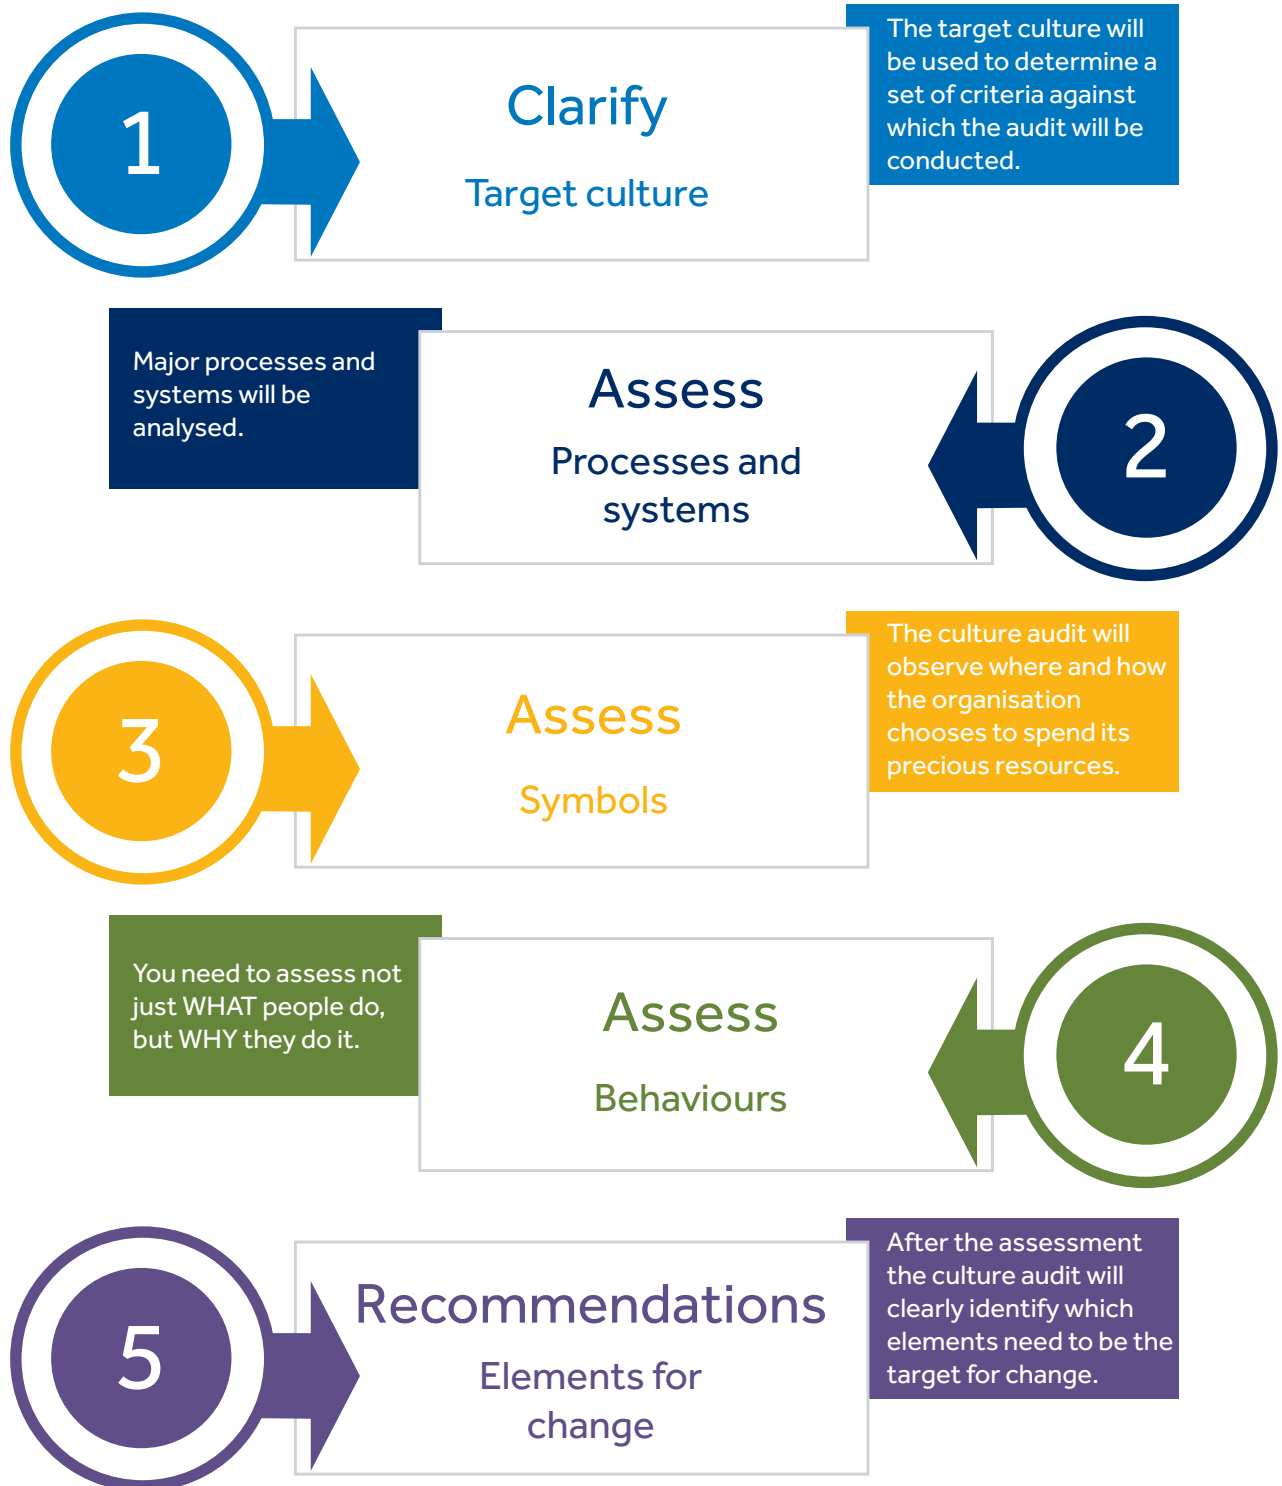 1
Clarify
Target culture
The target culture will
be used to determine a
set of criteria against
which the audit will be
conducted.
Major processes and
systems will be
analysed.
Assess
Processes and
systems
2
3
Assess
Symbols
The culture audit will
observe where and how
the organisation
chooses to spend its
precious resources.
You need to assess not
just WHAT people do,
but WHY they do it.
Assess
Behaviours
4
5
Recommendations
Elements for
change
After the assessment
the culture audit will
clearly identify which
elements need to be the
target for change.